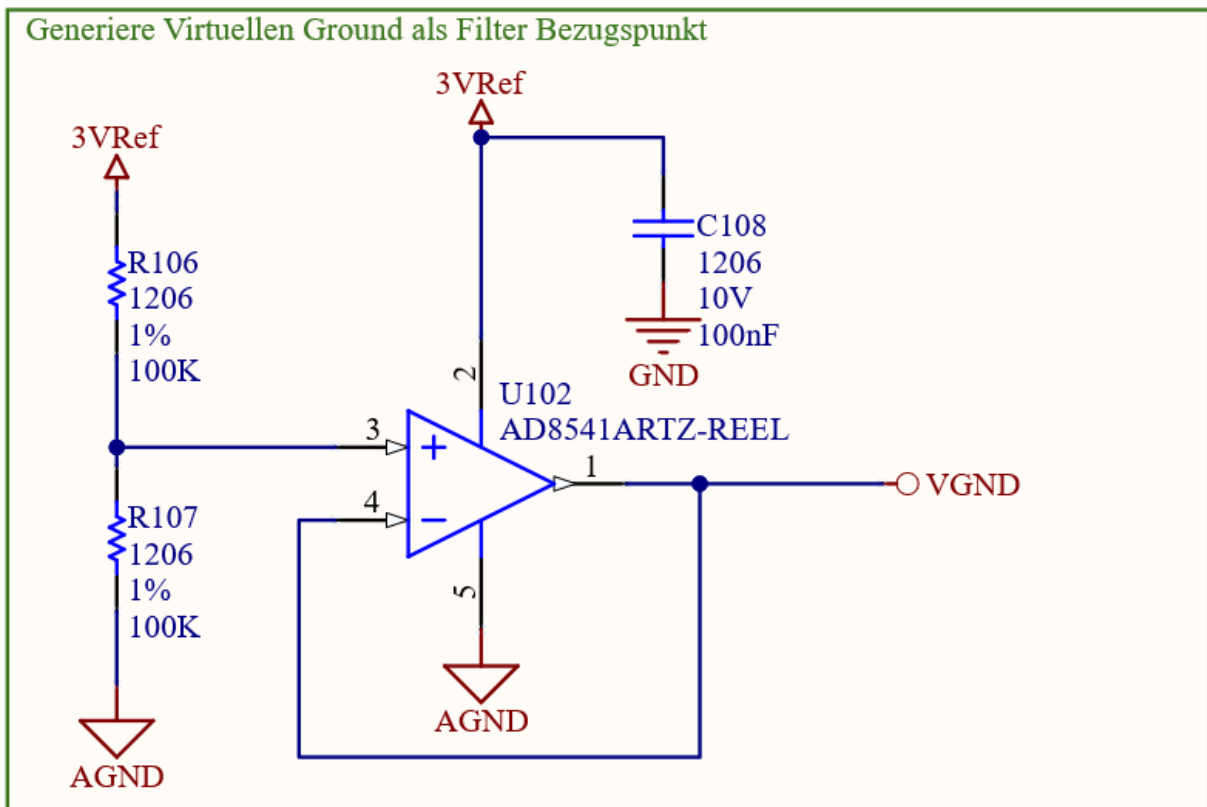 Generiere Virtuellen Ground als Filter Bezugspunkt
3VRef
3VRef
R106
1206
1%
100K
C108
1206
10V
100nF
GND
2
U102
AD8541ARTZ-REEL
3
+
1
VGND
4
−
R107
1206
1%
100K
5
AGND
AGND